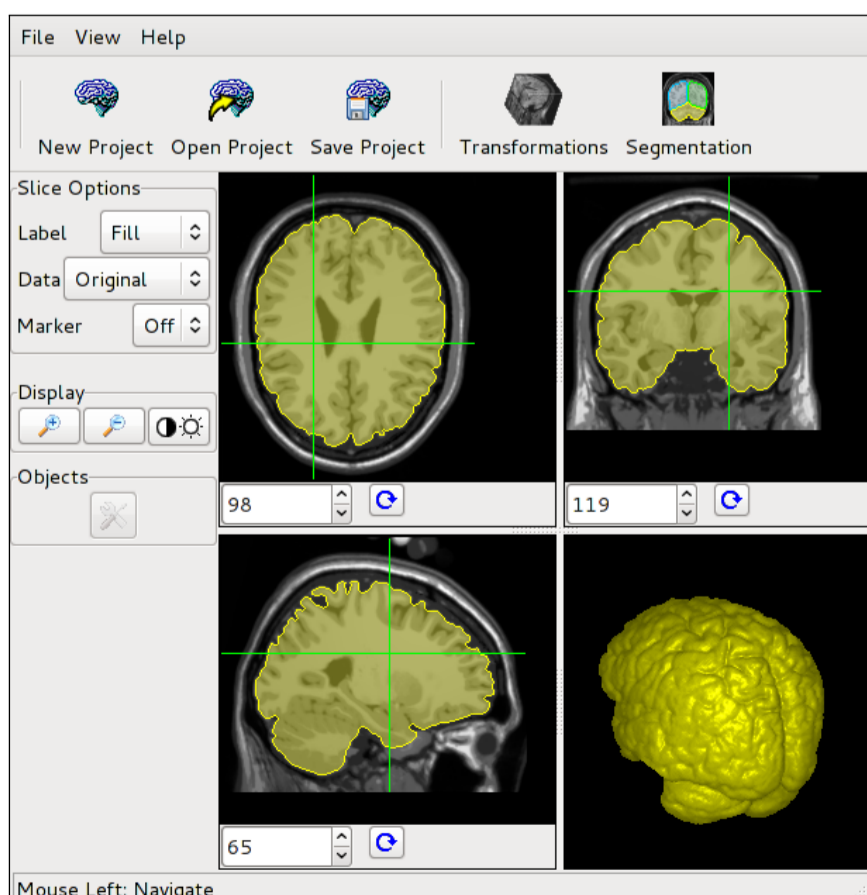 File View Help
New Project Open Project Save Project Transformations Segmentation
Slice Options
Label Fill
Data Original
Marker Off
Display
Objects
98
119
65
Mouse Left: Navigate